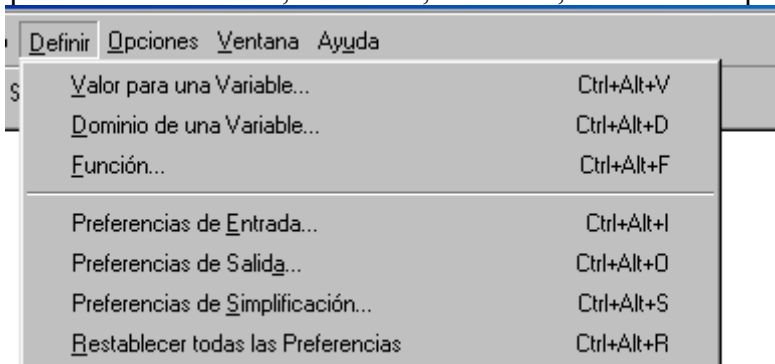 Definir Opciones Ventana Ayuda
Valor para una Variable... Ctrl+Alt+V
Dominio de una Variable... Ctrl+Alt+D
Función... Ctrl+Alt+F
Preferencias de Entrada... Ctrl+Alt+I
Preferencias de Salida... Ctrl+Alt+O
Preferencias de Simplificación... Ctrl+Alt+S
Restablecer todas las Preferencias Ctrl+Alt+R